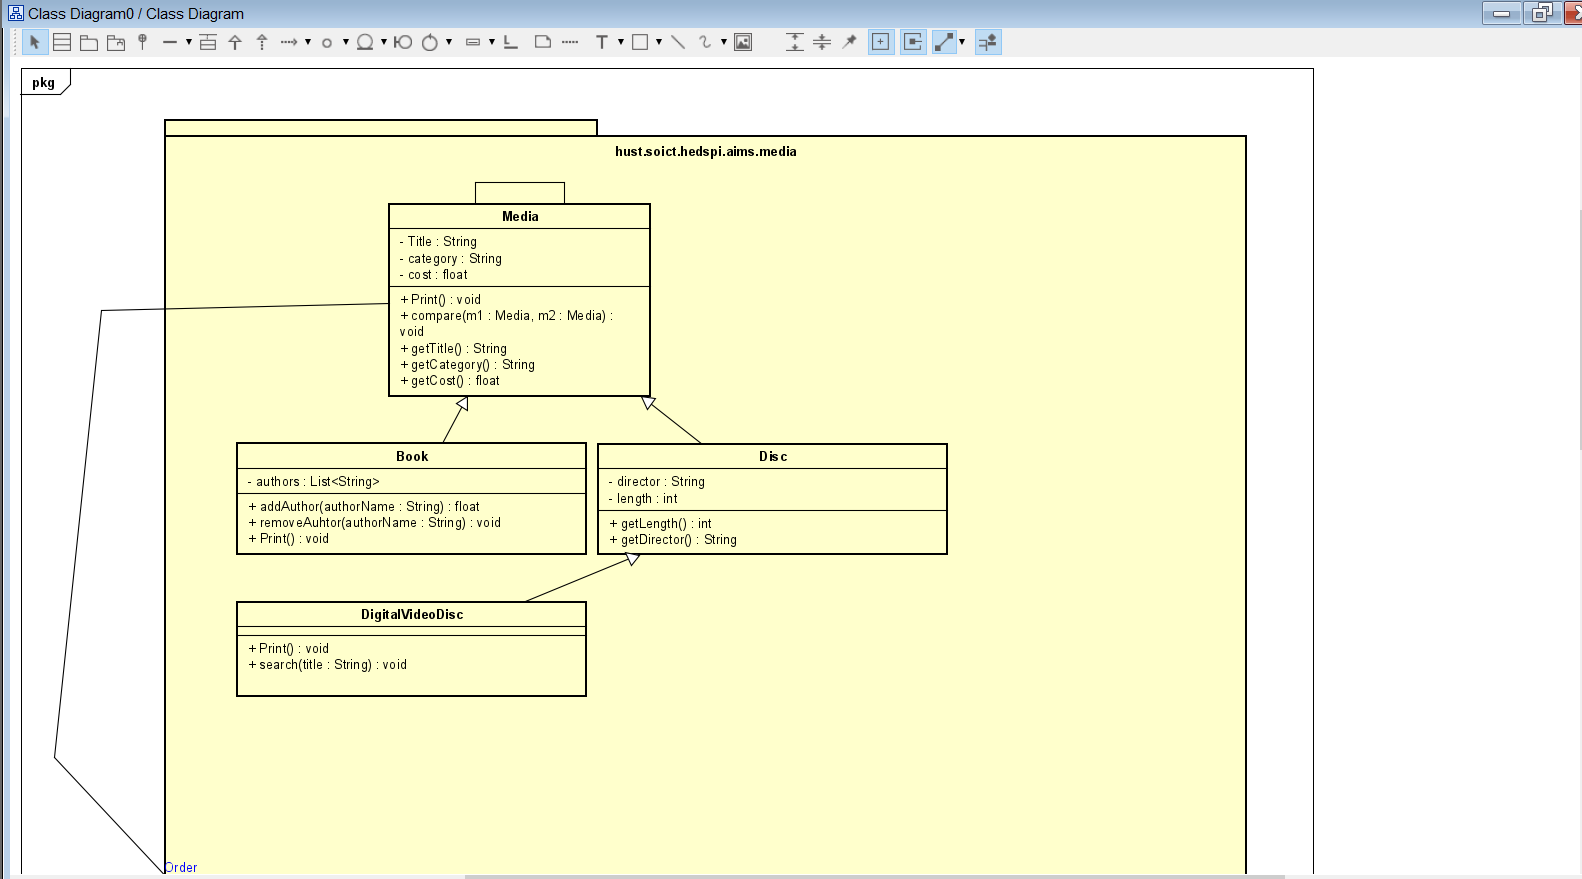 Class Diagram0 / Class Diagram
pkg
hust.soict.hedspi.aims.media
Media
- Title : String
- category : String
- cost : float
+ Print() : void
+ compare(m1 : Media, m2 : Media) :
void
+ getTitle() : String
+ getCategory() : String
+ getCost() : float
Book
- authors : List<String>
+ addAuthor(authorName : String) : float
+ removeAuhtor(authorName : String) : void
+ Print() : void
Disc
- director : String
- length : int
+ getLength() : int
+ getDirector() : String
DigitalVideoDisc
+ Print() : void
+ search(title : String) : void
Order